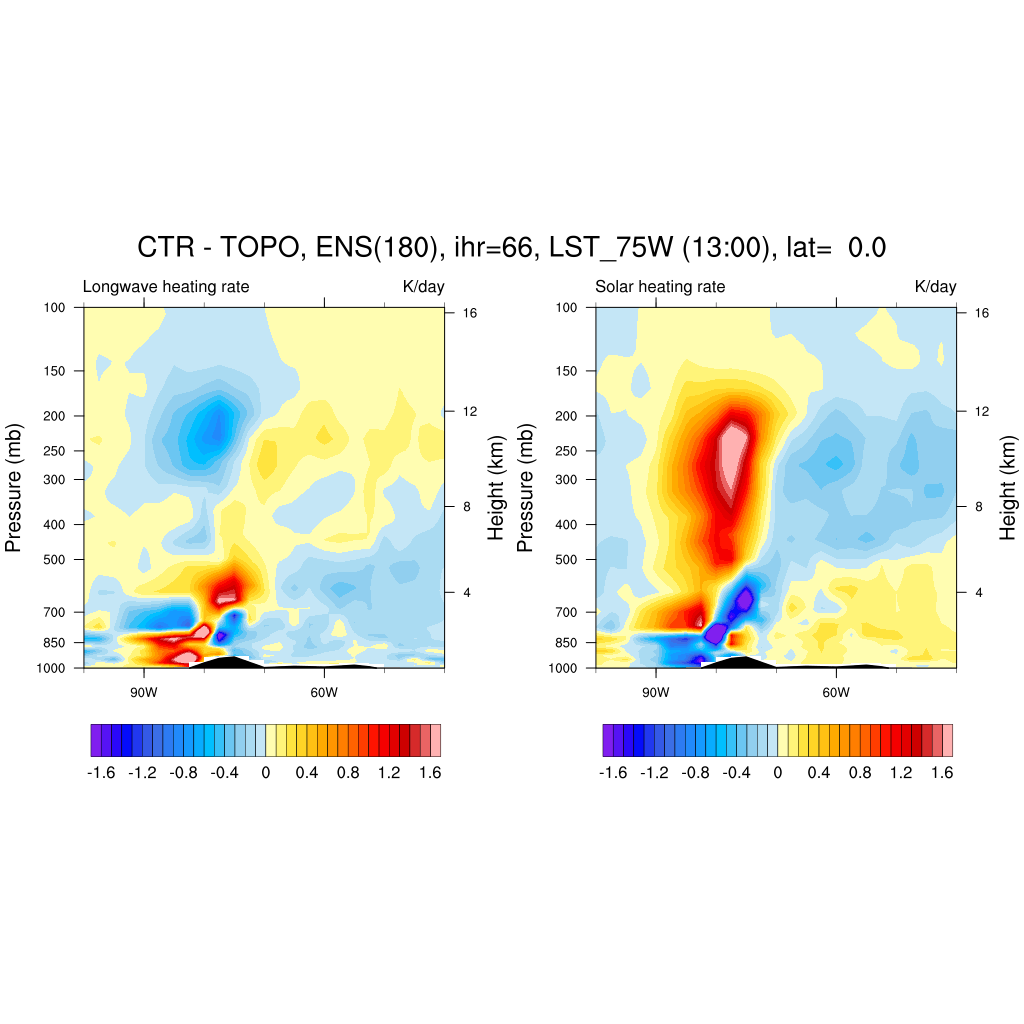 CTR - TOPO, ENS(180), ihr=66, LST_75W (13:00), lat=  0.0
Longwave heating rate K/day
100
150
200
250
300
400
500
700
850
1000
Pressure (mb)
16
12
8
4
Height (km)
90W 60W
-1.6 -1.2 -0.8 -0.4 0 0.4 0.8 1.2 1.6
Solar heating rate K/day
100
150
200
250
300
400
500
700
850
1000
Pressure (mb)
16
12
8
4
Height (km)
90W 60W
-1.6 -1.2 -0.8 -0.4 0 0.4 0.8 1.2 1.6